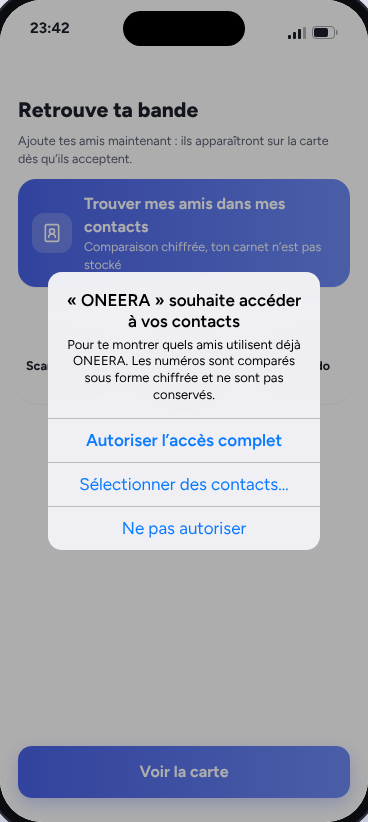 23:42
Retrouve ta bande
Ajoute tes amis maintenant : ils apparaîtront sur la carte
dès qu’ils acceptent.
Trouver mes amis dans mes
contacts
Comparaison chiffrée, ton carnet n’est pas
stocké
« ONEERA » souhaite accéder
à vos contacts
Pour te montrer quels amis utilisent déjà
ONEERA. Les numéros sont comparés
sous forme chiffrée et ne sont pas
conservés.
Autoriser l’accès complet
Sélectionner des contacts...
Ne pas autoriser
Voir la carte